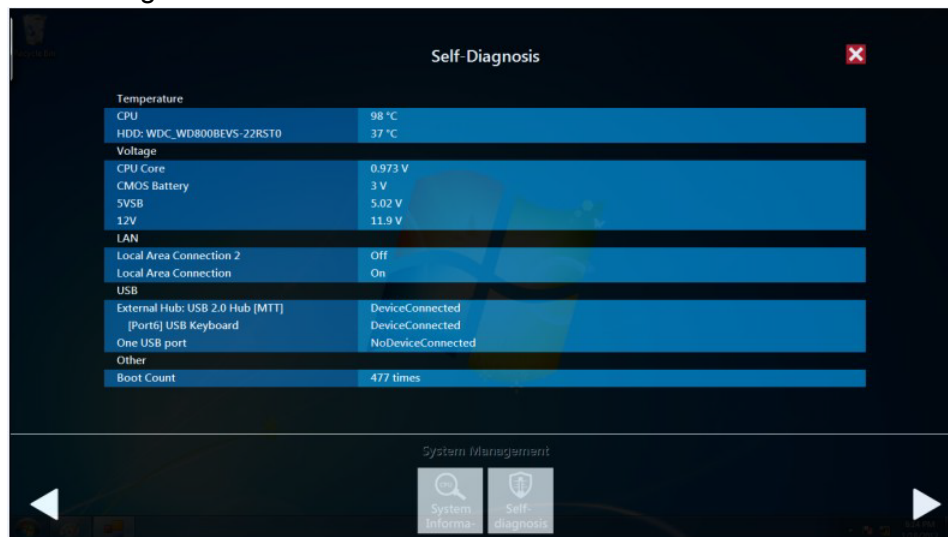 Self-Diagnosis
Temperature
CPU 98 °C
HDD: WDC_WD800BEVS-22RST0 37 °C
Voltage
CPU Core 0.973 V
CMOS Battery 3 V
5VSB 5.02 V
12V 11.9 V
LAN
Local Area Connection 2 Off
Local Area Connection On
USB
External Hub: USB 2.0 Hub [MTT] DeviceConnected
[Port6] USB Keyboard DeviceConnected
One USB port NoDeviceConnected
Other
Boot Count 477 times
System Management
System Informa-
Self-diagnosis